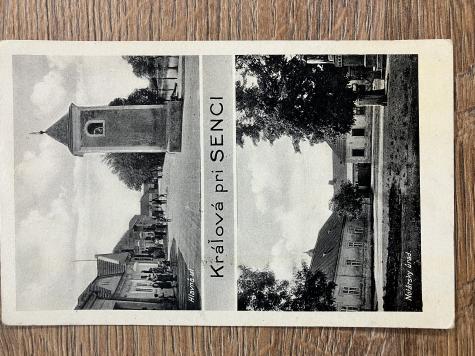 Kráľová pri SENCI
Hlavná ul.
Notársky úrad.